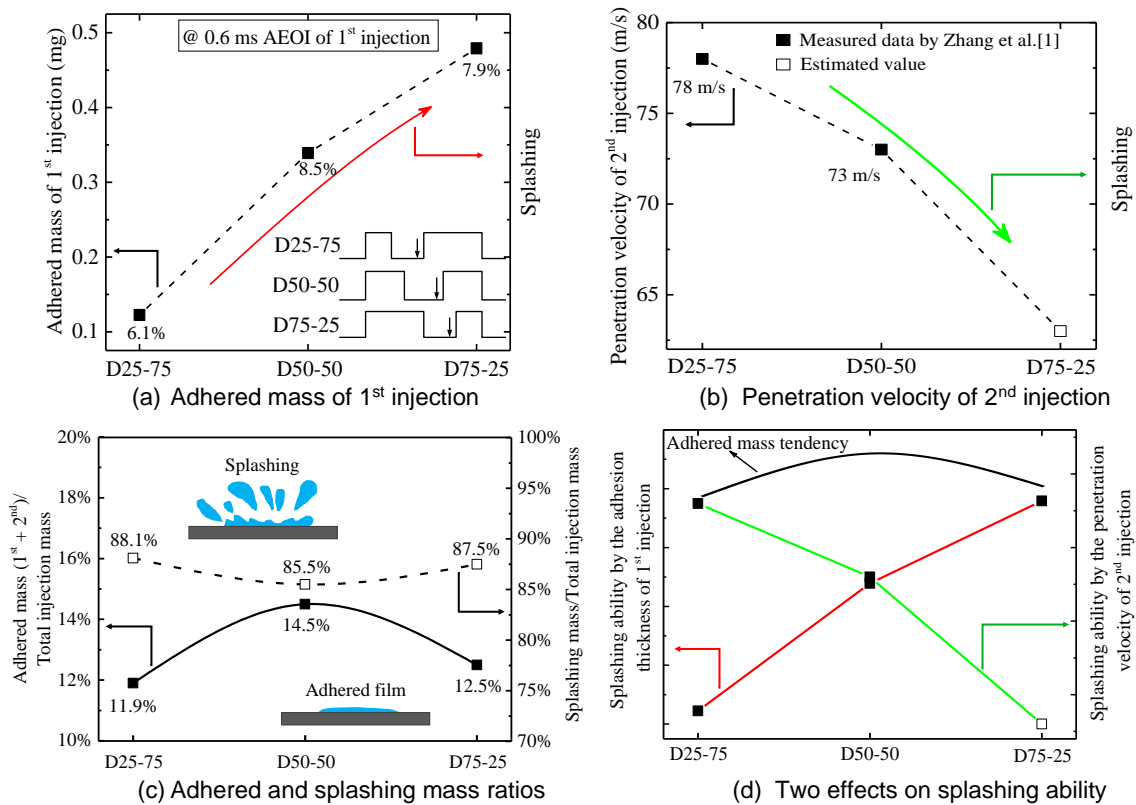 @ 0.6 ms AEOI of 1st injection
7.9%
8.5%
6.1%
0.5
0.4
0.3
0.2
0.1
Adhered mass of 1st injection (mg)
Splashing
D25-75
D50-50
D75-25
D25-75 D50-50 D75-25
(a) Adhered mass of 1st injection
80
75
70
65
Penetration velocity of 2nd injection (m/s)
Measured data by Zhang et al.[1]
Estimated value
78 m/s
73 m/s
Splashing
D25-75 D50-50 D75-25
(b) Penetration velocity of 2nd injection
20%
18%
16%
14%
12%
10%
Adhered mass (1st + 2nd)/
Total injection mass
Splashing
88.1%
85.5%
87.5%
14.5%
11.9%
12.5%
Adhered film
100%
95%
90%
85%
80%
75%
70%
Splashing mass/Total injection mass
D25-75 D50-50 D75-25
(c) Adhered and splashing mass ratios
Adhered mass tendency
Splashing ability by the adhesion
thickness of 1st injection
Splashing ability by the penetration
velocity of 2nd injection
D25-75 D50-50 D75-25
(d) Two effects on splashing ability